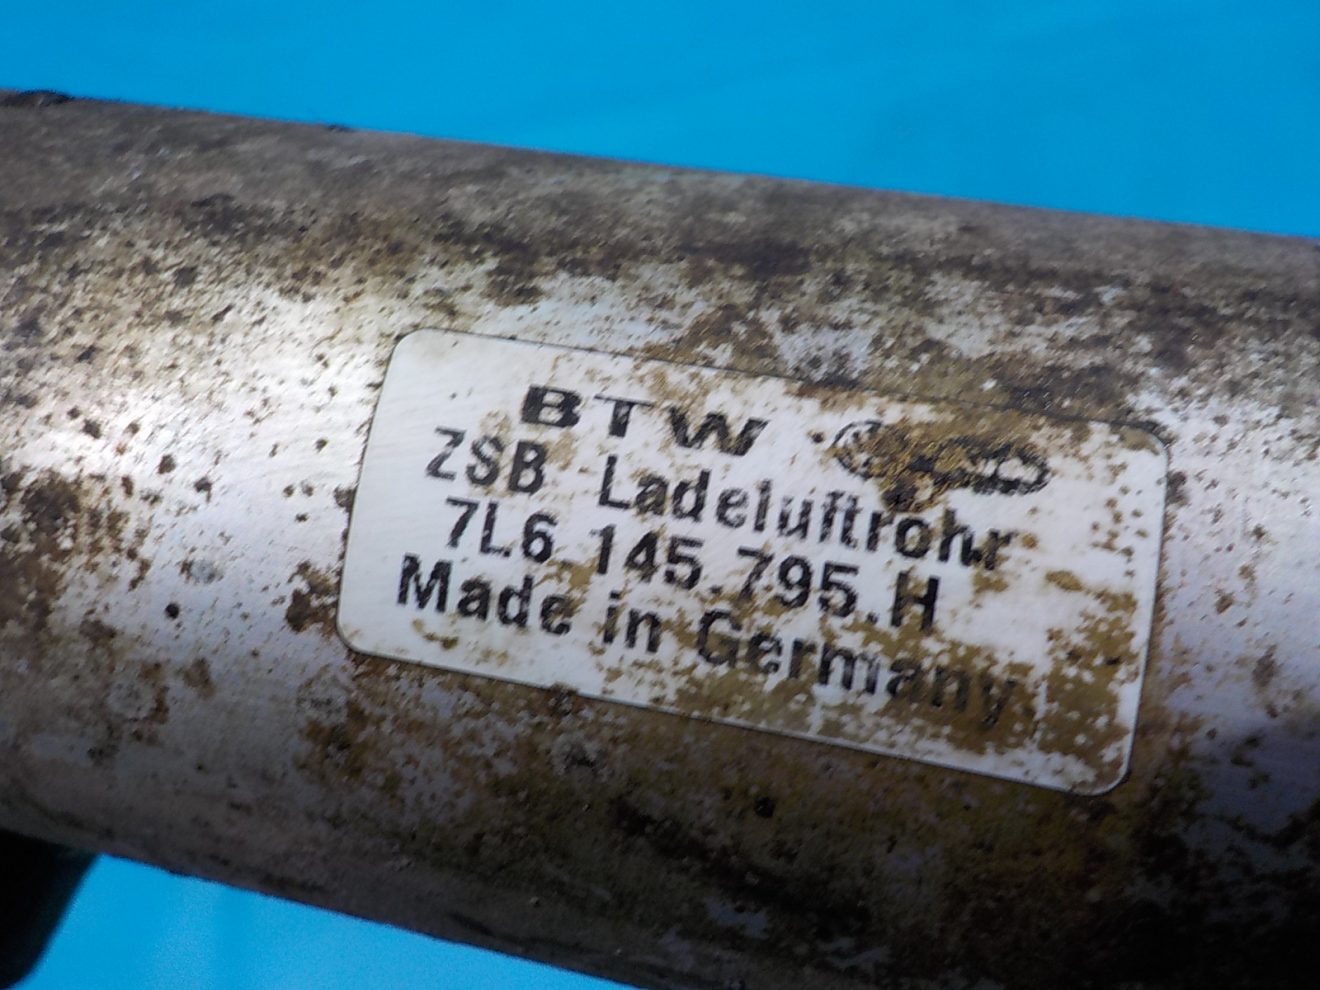 BTW
ZSB Ladeluftrohr
7L6.145.795.H
Made in Germany